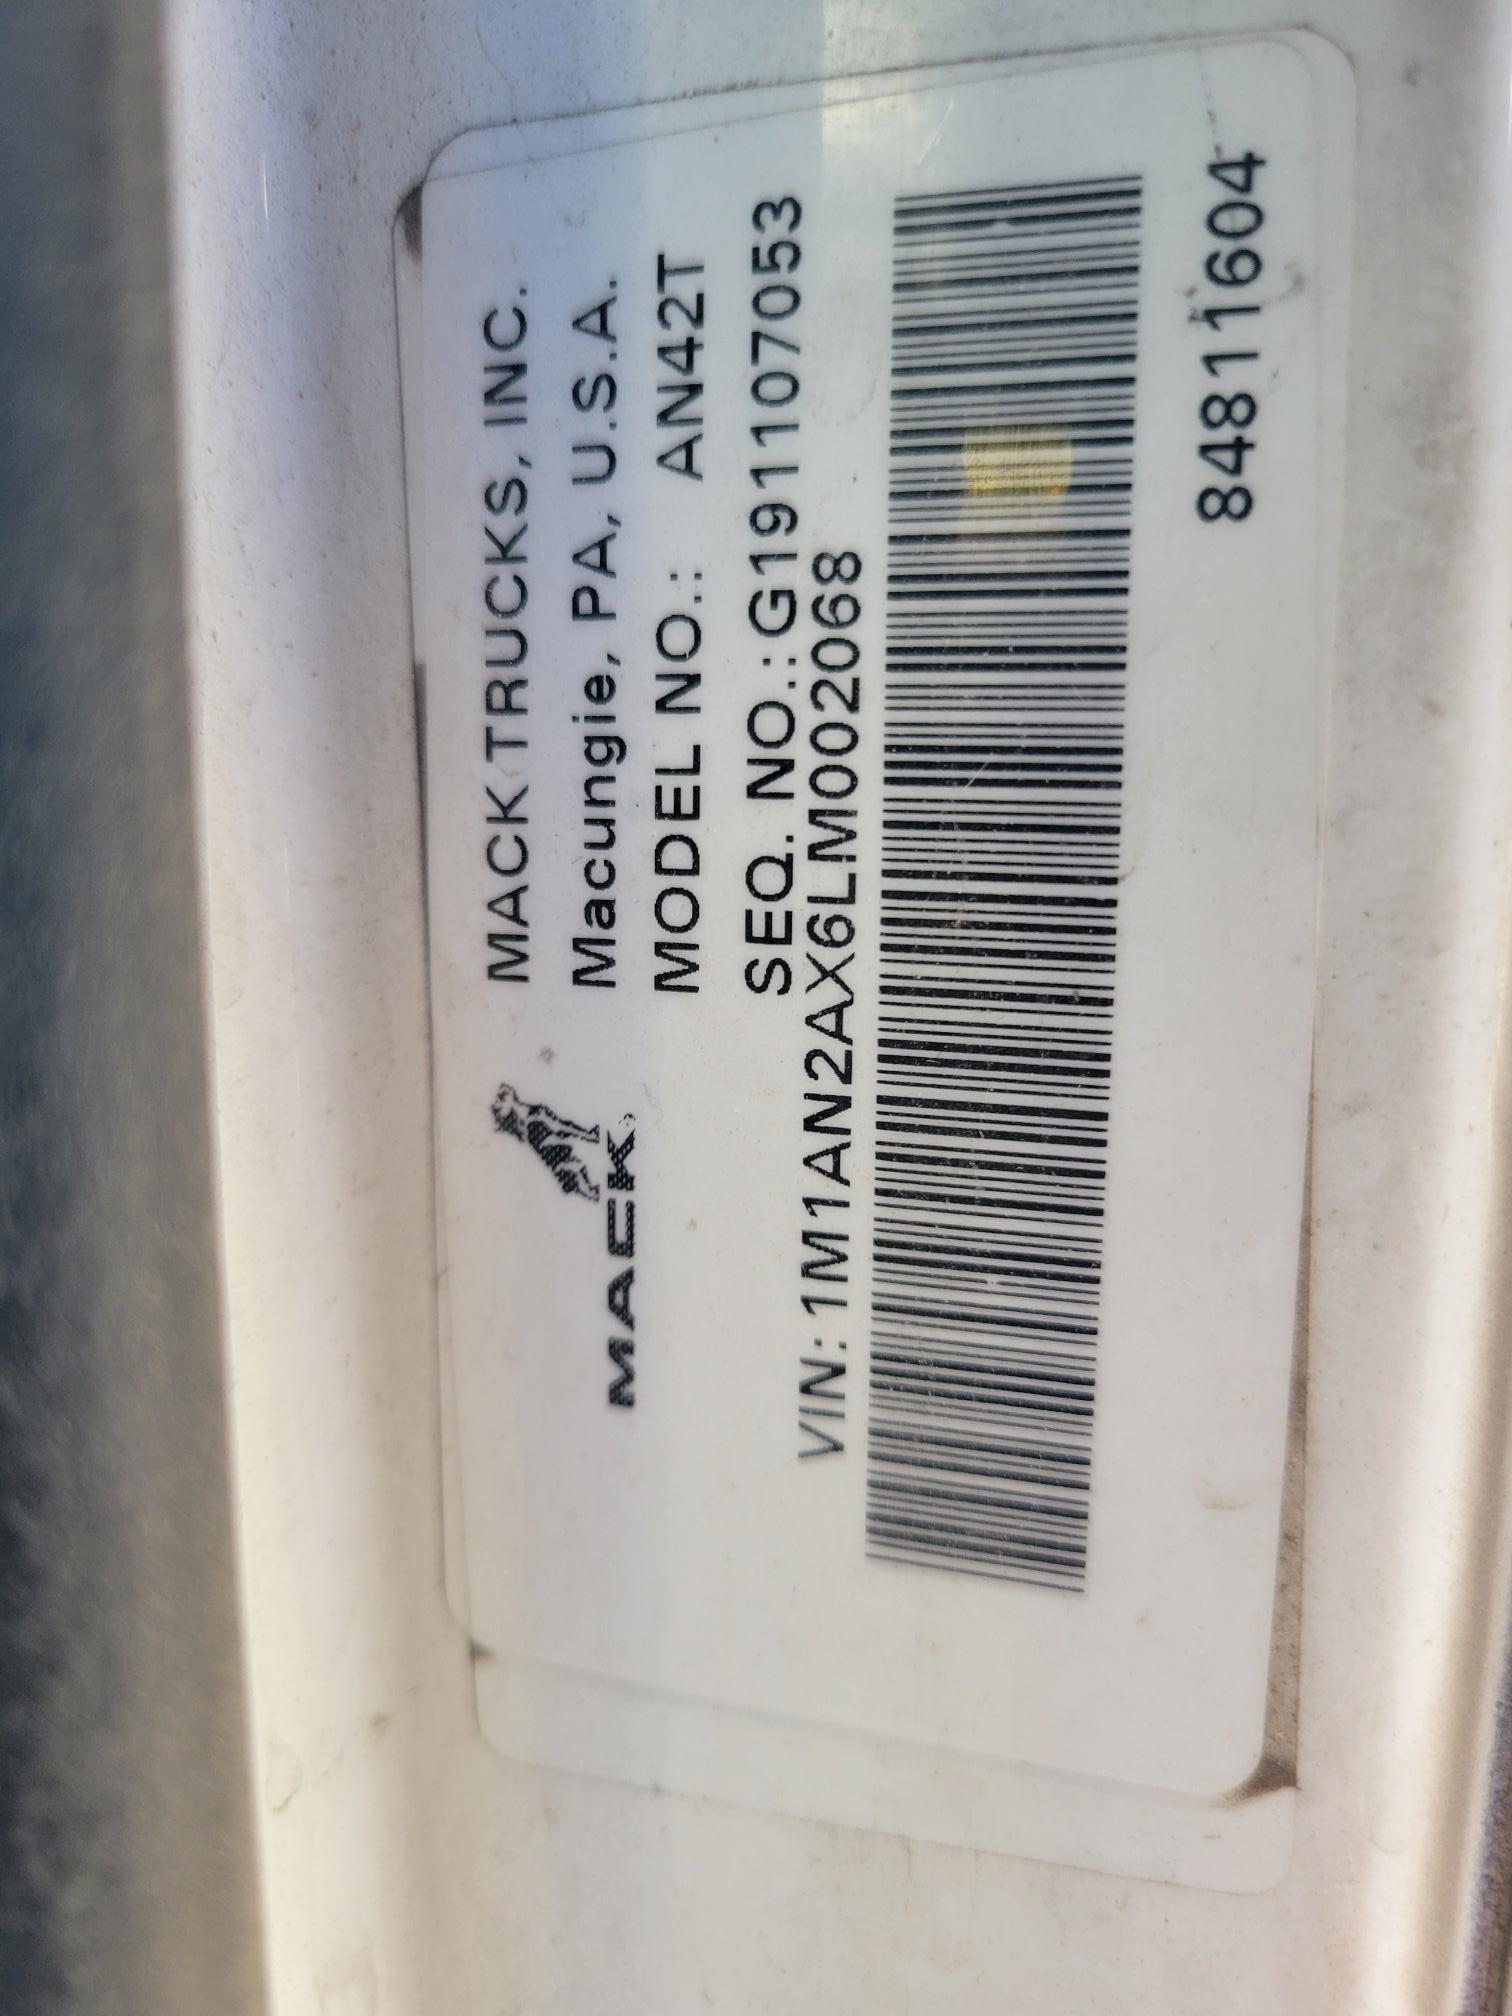 MACK TRUCKS, INC.
Macungie, PA, U.S.A.
MACK
MODEL NO.: AN42T
SEQ. NO.:G191107053
VIN:1M1AN2AX6LM002068
84811604